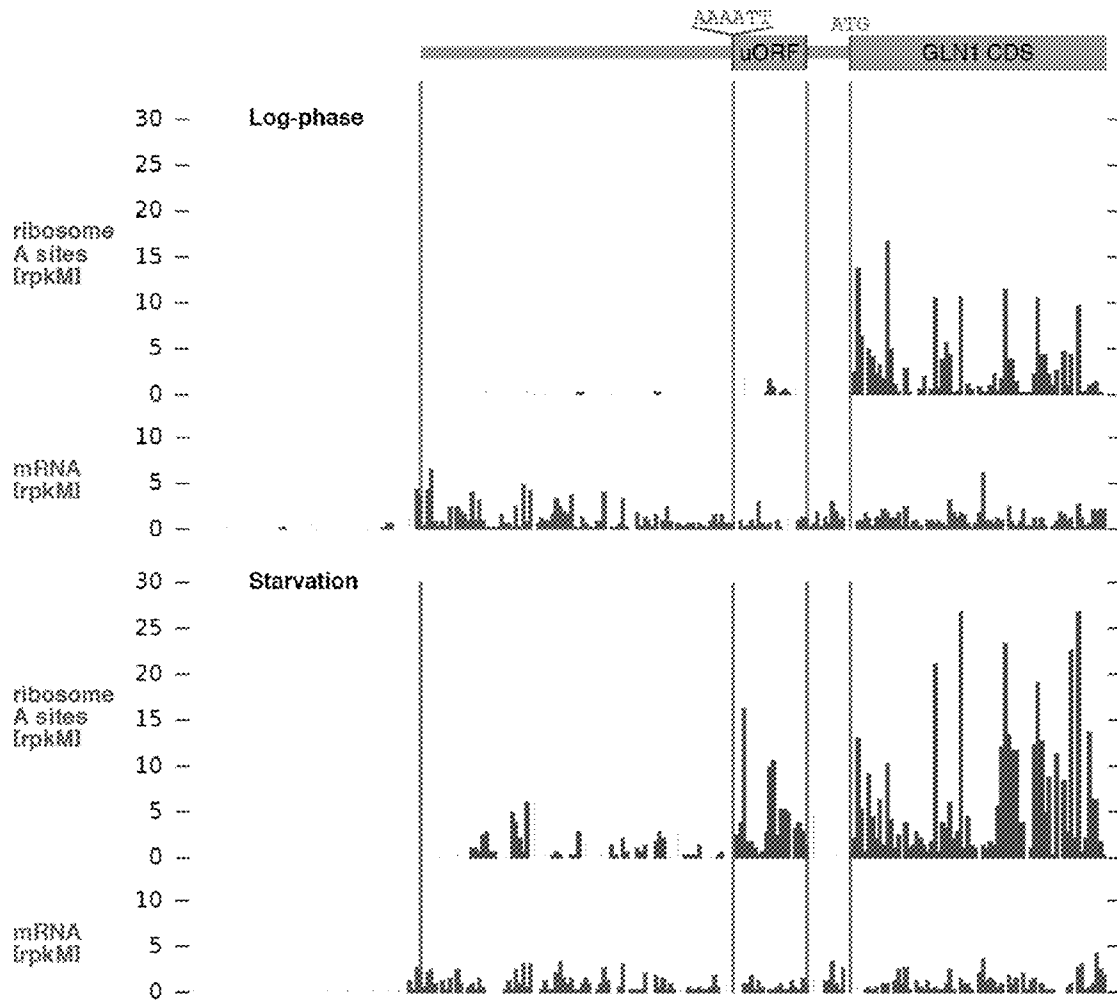 AAAATT ATG
uORF GLN1 CDS
Log-phase
30
25
20
15
10
5
0
ribosome
A sites
[rpkM]
10
5
0
mRNA
[rpkM]
Starvation
30
25
20
15
10
5
0
ribosome
A sites
[rpkM]
10
5
0
mRNA
[rpkM]